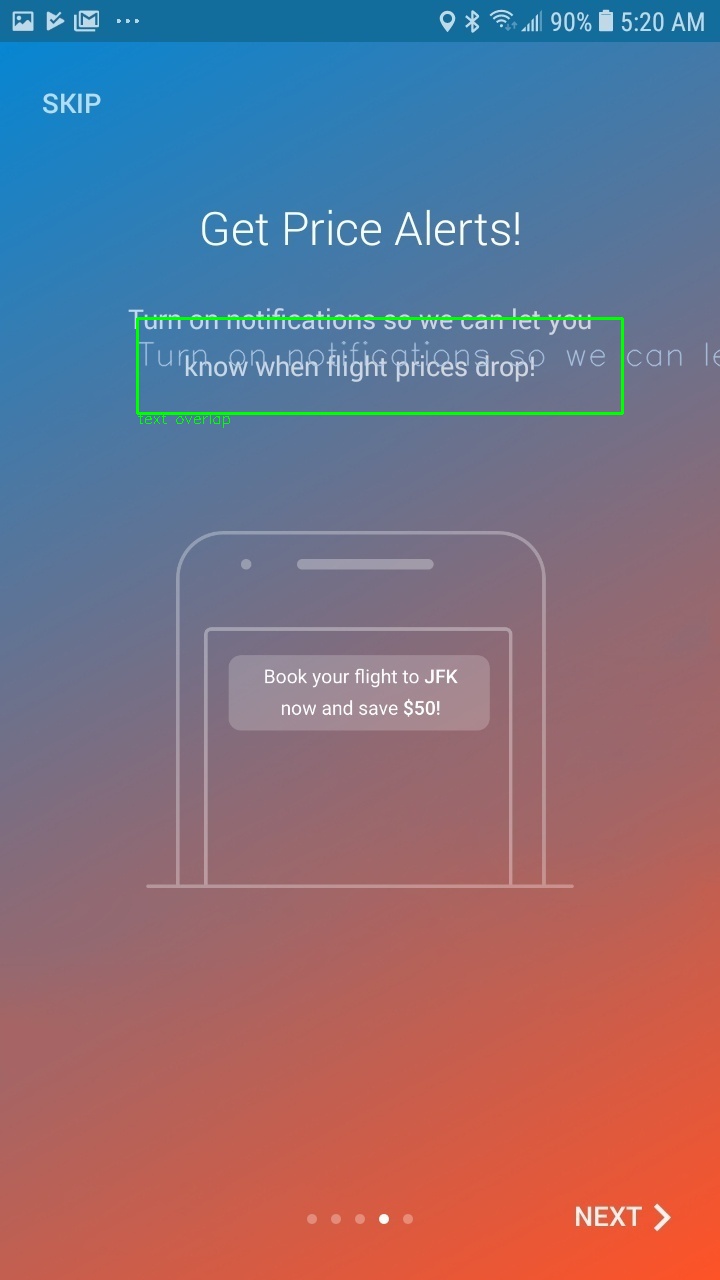 90% 5:20 AM
SKIP
Get Price Alerts!
Turn on notifications so we can let you
Turn on notifications so we can le
know when flight prices drop!
text overlap
Book your flight to JFK
now and save $50!
NEXT